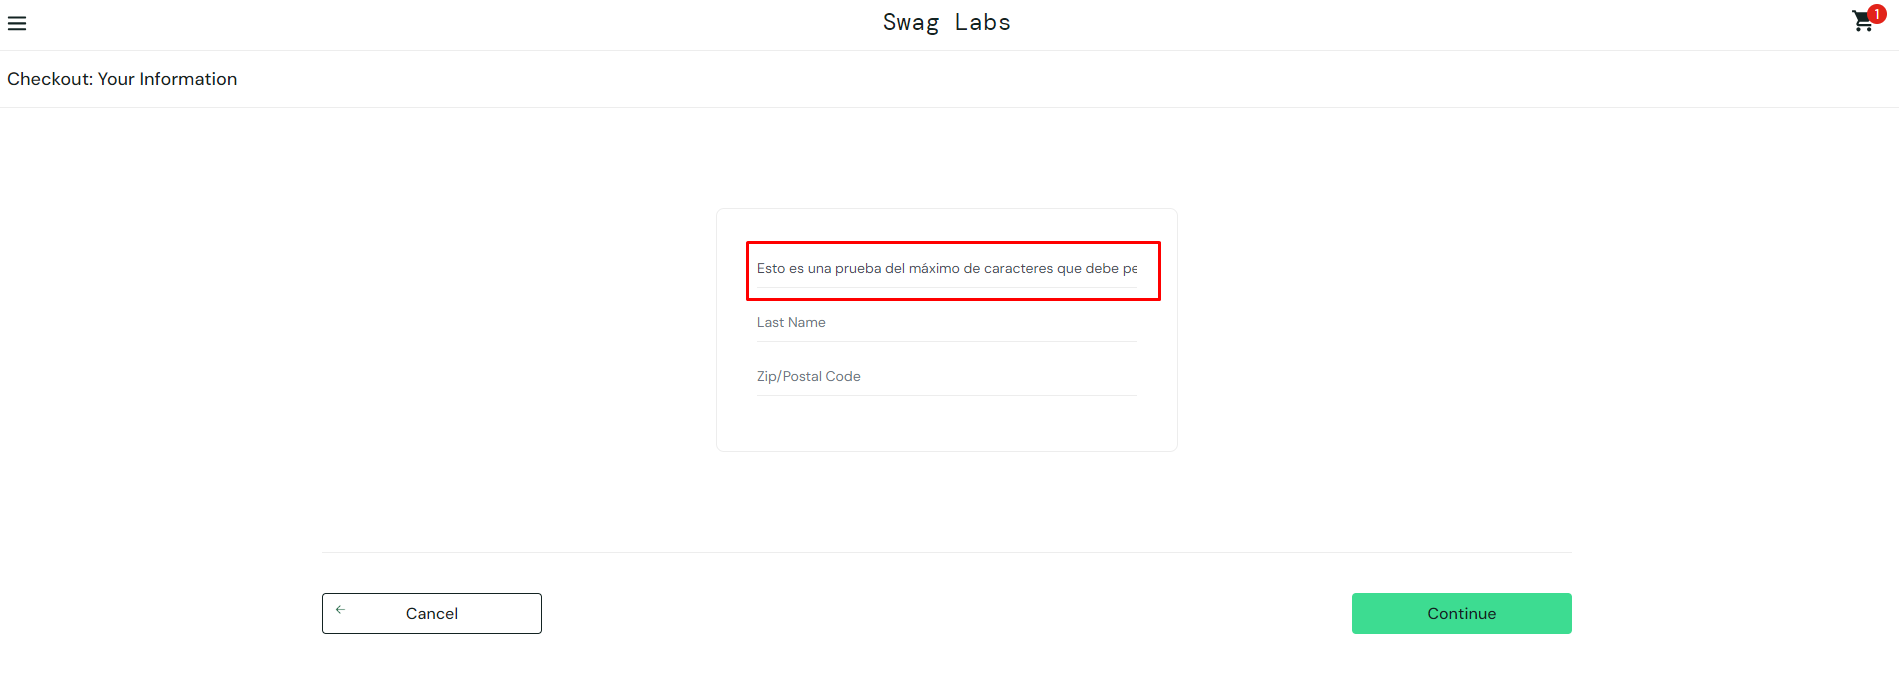 Swag Labs
1
Checkout: Your Information
Esto es una prueba del máximo de caracteres que debe pe
Last Name
Zip/Postal Code
Cancel
Continue